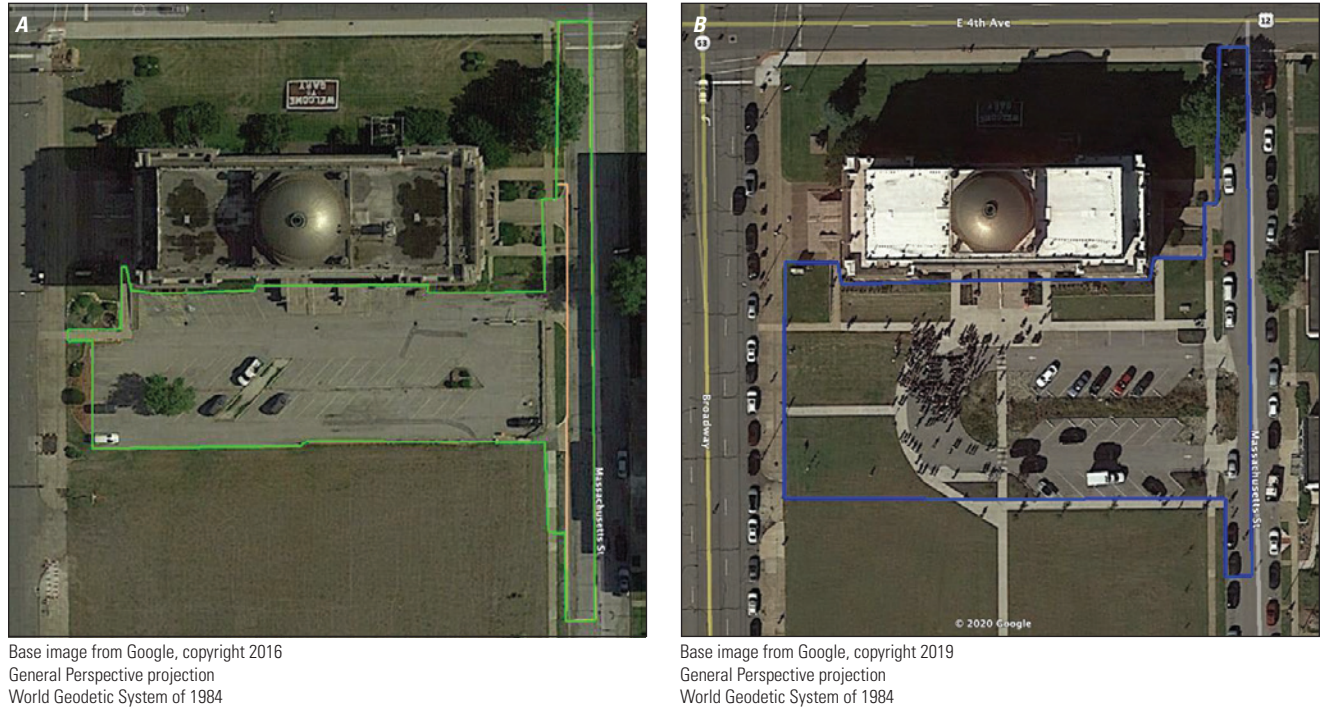 A
WELCOME
TO
GARY
Massachusetts St
B
E 4th Ave
12
53
Broadway
Massachusetts St
© 2020 Google
Base image from Google, copyright 2016
General Perspective projection
World Geodetic System of 1984
Base image from Google, copyright 2019
General Perspective projection
World Geodetic System of 1984